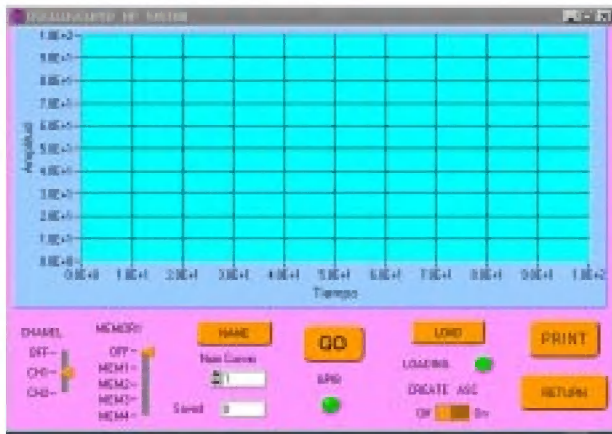 1.0E+2
9.0E+1
8.0E+1
7.0E+1
6.0E+1
5.0E+1
4.0E+1
3.0E+1
2.0E+1
1.0E+1
0.0E+0
Amplitud
0.0E+0 1.0E+1 2.0E+1 3.0E+1 4.0E+1 5.0E+1 6.0E+1 7.0E+1 8.0E+1 9.0E+1 1.0E+2
Tiempo
CHANEL
OFF
CH1
CH2
MEMORY
OFF
MEM1
MEM2
MEM3
MEM4
NAME
Num Curves
1
Saved 0
GO
GPIB
LOAD
LOADING
CREATE ASC
Off On
PRINT
RETURN